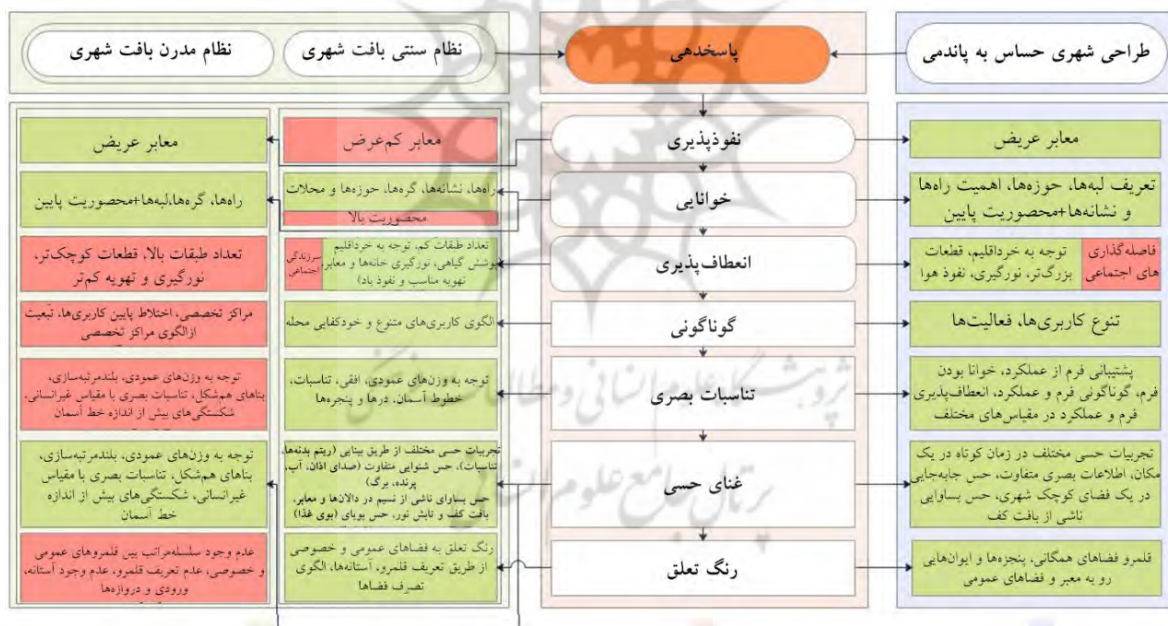 طراحی شهری حساس به پاندمی
پاسخدهی
نظام سنتی بافت شهری
نظام مدرن بافت شهری
معابر عریض
نفوذپذیری
معابر کم‌عرض
معابر عریض
تعریف لبه‌ها، حوزه‌ها، اهمیت راه‌ها
و نشانه‌ها+محصوریت پایین
خوانایی
راه‌ها، نشانه‌ها، گره‌ها، حوزه‌ها و محلات
محصوریت بالا
راه‌ها، گره‌ها،لبه‌ها+محصوریت پایین
فاصله‌گذاری
های اجتماعی
توجه به خرداقلیم، قطعات
بزرگ‌تر، نورگیری، نفوذ هوا
انعطاف‌پذیری
تعداد طبقات کم، توجه به خرداقلیم
پوشش گیاهی، نورگیری خانه‌ها و معابر،
تهویه مناسب و نفوذ باد)
سرزندگی
اجتماعی
تعداد طبقات بالا، قطعات کوچک‌تر،
نورگیری و تهویه کم‌تر
تنوع کاربری‌ها، فعالیت‌ها
گوناگونی
الگوی کاربری‌های متنوع و خودکفایی محله
مراکز تخصصی، اختلاط پایین کاربری‌ها، تبعیت
ازالگوی مراکز تخصصی
پشتیبانی فرم از عملکرد، خوانا بودن
فرم، گوناگونی فرم و عملکرد، انعطاف‌پذیری
فرم و عملکرد در مقیاس‌های مختلف
تناسبات بصری
توجه به وزن‌های عمودی، افقی، تناسبات،
خطوط آسمان، درها و پنجره‌ها
توجه به وزن‌های عمودی، بلندمرتبه‌سازی،
بناهای هم‌شکل، تناسبات بصری با مقیاس غیرانسانی،
شکستگی‌های بیش از اندازه خط آسمان
تجربیات حسی مختلف در زمان کوتاه در یک
مکان، اطلاعات بصری متفاوت، حس جابه‌جایی
در یک فضای کوچک شهری، حس بساوایی
ناشی از بافت کف
غنای حسی
تجربیات حسی مختلف از طریق بینایی (ریتم بدنه‌ها،
تناسبات)، حس شنوایی متفاوت (صدای اذان، آب،
پرنده، برگ)
حس بساوای ناشی از نسیم در دالان‌ها و معابر،
بافت کف و تابش نور، حس بویای (بوی غذا)
توجه به وزن‌های عمودی، بلندمرتبه‌سازی،
بناهای هم‌شکل، تناسبات بصری با مقیاس
غیرانسانی، شکستگی‌های بیش از اندازه
خط آسمان
قلمرو فضاهای همگانی، پنجره‌ها و ایوان‌هایی
رو به معبر و فضاهای عمومی
رنگ تعلق
رنگ تعلق به فضاهای عمومی و خصوصی
از طریق تعریف قلمرو، آستانه‌ها، الگوی
تصرف فضاها
عدم وجود سلسله‌مراتب بین قلمروهای عمومی
و خصوصی، عدم تعریف قلمرو، عدم وجود آستانه،
ورودی و دروازه‌ها
پژوهشگاه علوم انسانی و مطالعات فرهنگی
پرتال جامع علوم انسانی